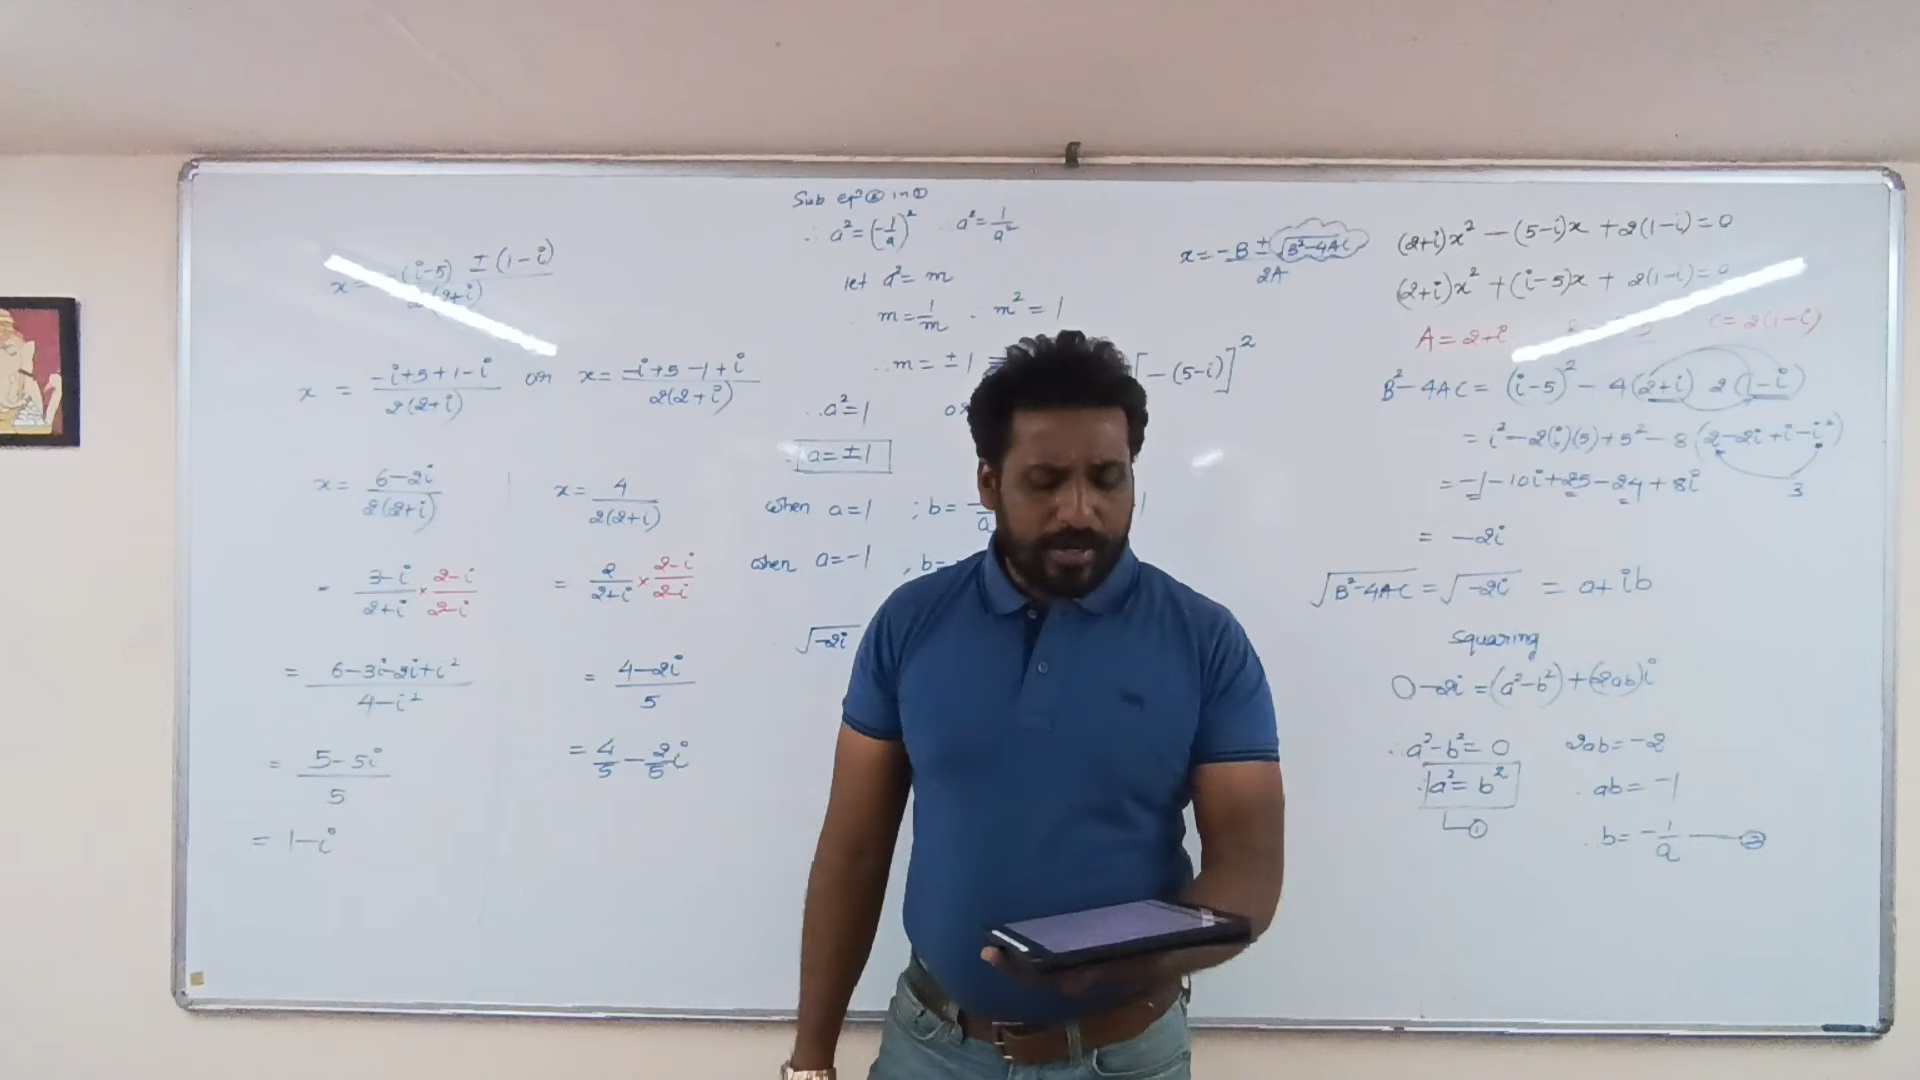 x = -(i-5) ± (1-i) / 2(2+i)
x = -i+5+1-i / 2(2+i) or x = -i+5-1+i / 2(2+i)
x = 6-2i / 2(2+i)
= 3-i / 2+i × 2-i / 2-i
= 6-3i-2i+i² / 4-i²
= 5-5i / 5
= 1-i
x = 4 / 2(2+i)
= 2 / 2+i × 2-i / 2-i
= 4-2i / 5
= 4/5 - 2/5 i
Sub eqⁿ ② in ①
∴ a² = (-1/a)² ∴ a² = 1/a²
let a² = m
m = 1/m ∴ m² = 1
∴ m = ± 1
∴ a² = 1 or
∴ a = ±1
when a = 1 ; b = - / a
when a = -1 , b =
√-2i
[-(5-i)]²
x = -B ± √B²-4AC / 2A
(2+i)x² - (5-i)x + 2(1-i) = 0
(2+i)x² + (i-5)x + 2(1-i) = 0
A = 2+i C = 2(1-i)
B² - 4AC = (i-5)² - 4(2+i) 2(1-i)
= i² - 2(i)(5) + 5² - 8(2-2i+i-i²)
= -1-10i+25-24+8i 3
= -2i
√B²-4AC = √-2i = a+ib
squaring
0-2i = (a²-b²) + (2ab)i
∴ a²-b² = 0 2ab = -2
∴ a² = b² ∴ ab = -1
① ∴ b = -1/a ②